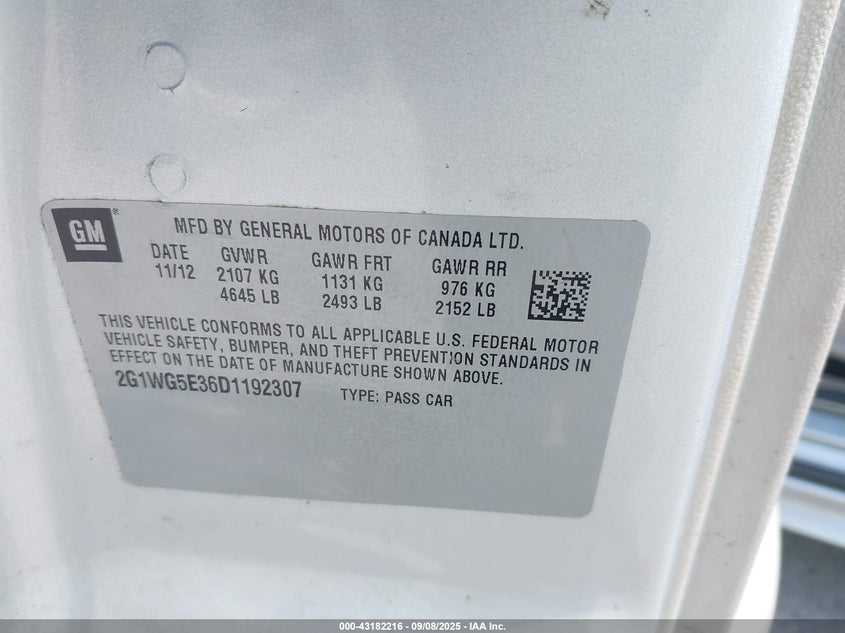 GM ®
MFD BY GENERAL MOTORS OF CANADA LTD.
DATE GVWR GAWR FRT GAWR RR
11/12 2107 KG 1131 KG 976 KG
4645 LB 2493 LB 2152 LB
THIS VEHICLE CONFORMS TO ALL APPLICABLE U.S. FEDERAL MOTOR
VEHICLE SAFETY, BUMPER, AND THEFT PREVENTION STANDARDS IN
EFFECT ON THE DATE OF MANUFACTURE SHOWN ABOVE.
2G1WG5E36D1192307 TYPE: PASS CAR
000-43182216 - 09/08/2025 - IAA Inc.